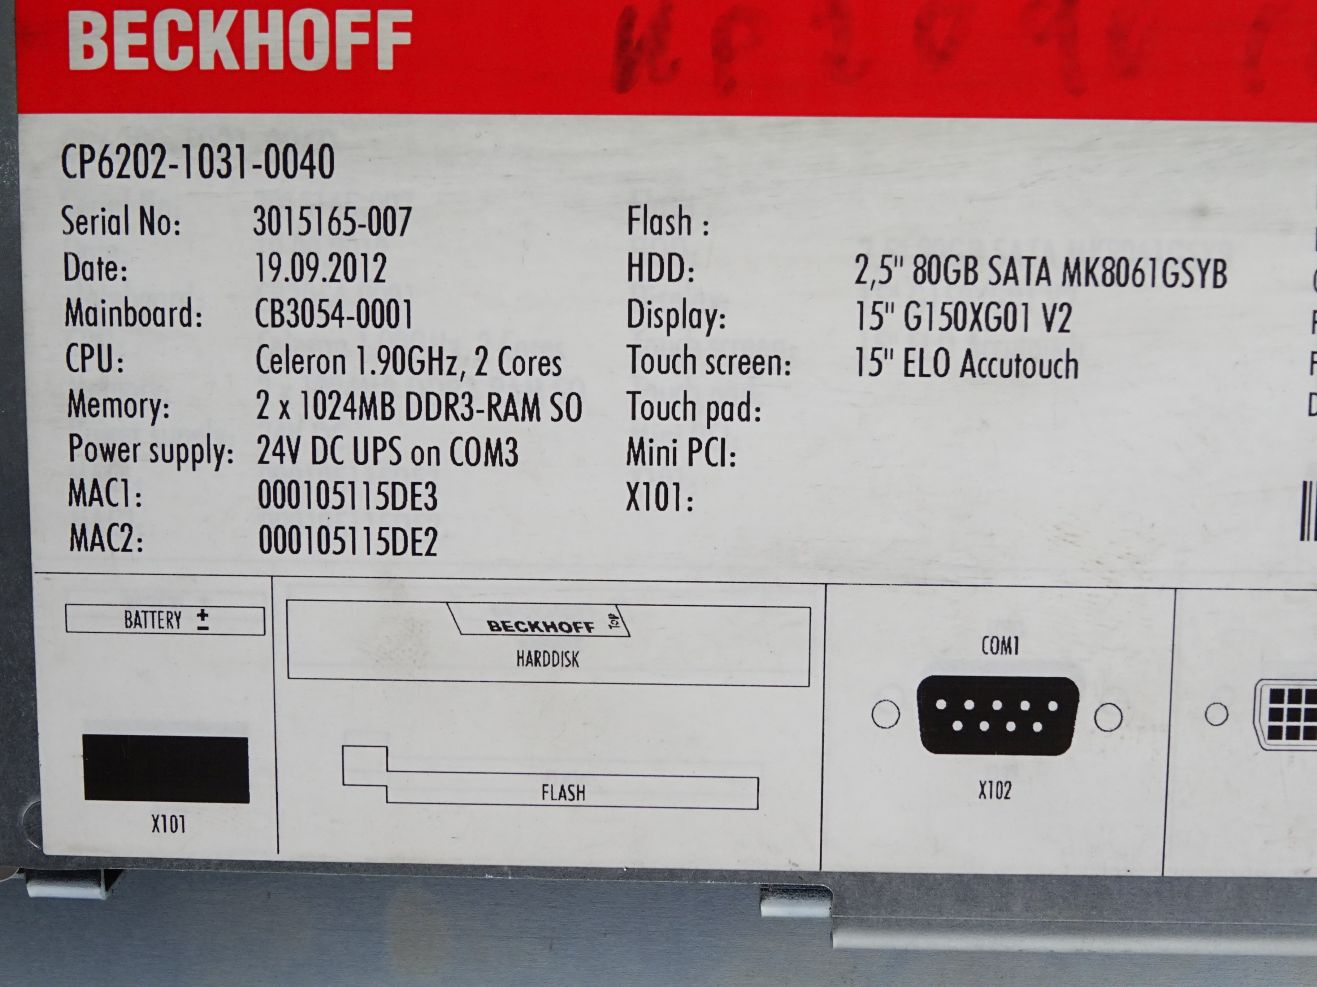 BECKHOFF
CP6202-1031-0040
Serial No: 3015165-007
Date: 19.09.2012
Mainboard: CB3054-0001
CPU: Celeron 1.90GHz, 2 Cores
Memory: 2 x 1024MB DDR3-RAM SO
Power supply: 24V DC UPS on COM3
MAC1: 000105115DE3
MAC2: 000105115DE2
Flash :
HDD: 2,5" 80GB SATA MK8061GSYB
Display: 15" G150XG01 V2
Touch screen: 15" ELO Accutouch
Touch pad:
Mini PCI:
X101:
BATTERY ±
X101
BECKHOFF TOP
HARDDISK
FLASH
COM1
X102